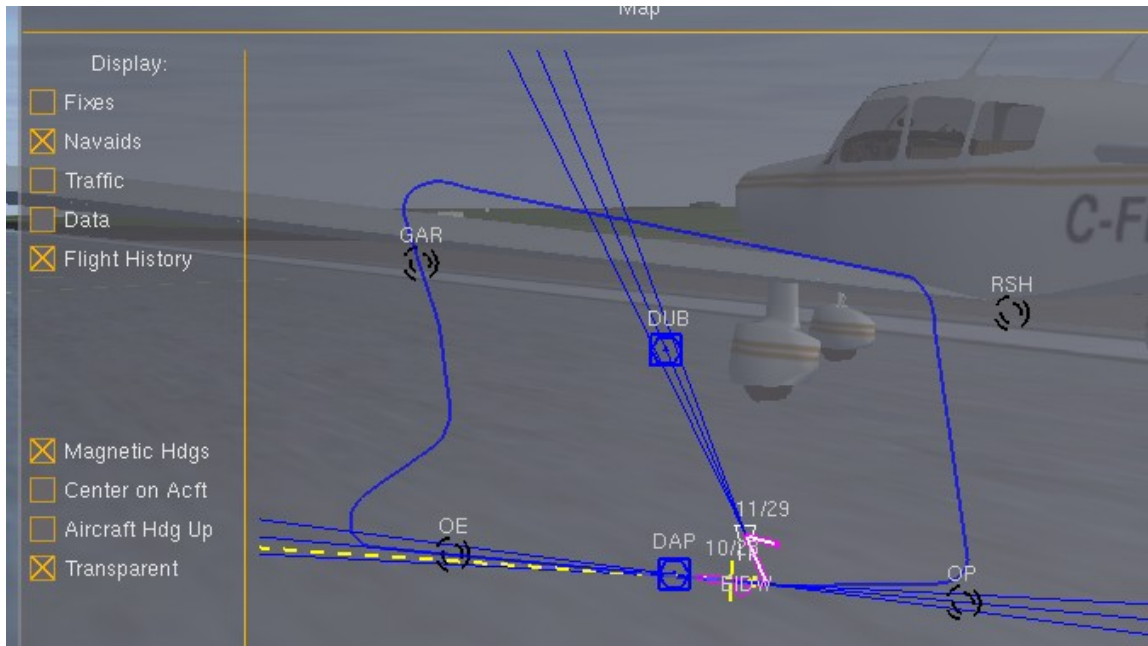 Map
Display:
Fixes
Navaids
Traffic
Data
Flight History
Magnetic Hdgs
Center on Acft
Aircraft Hdg Up
Transparent
GAR
RSH
DUB
11/29
OE
DAP
EIDW
OP